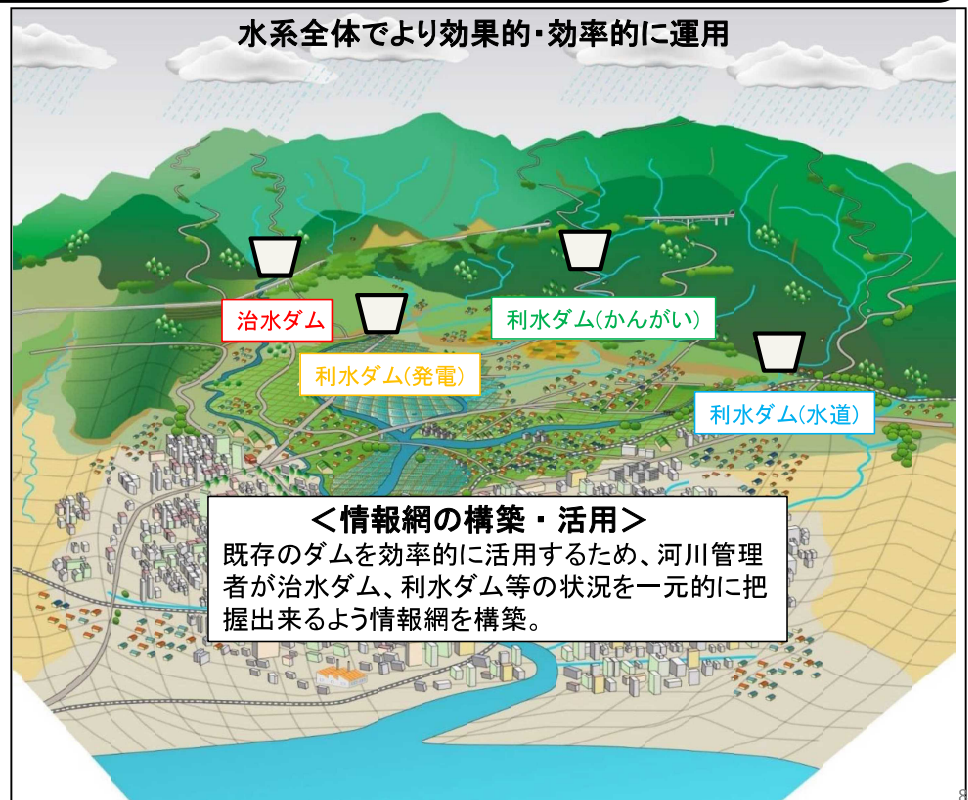 水系全体でより効果的・効率的に運用
治水ダム
利水ダム(かんがい)
利水ダム(発電)
利水ダム(水道)
＜情報網の構築・活用＞
既存のダムを効率的に活用するため、河川管理
者が治水ダム、利水ダム等の状況を一元的に把
握出来るよう情報網を構築。
8